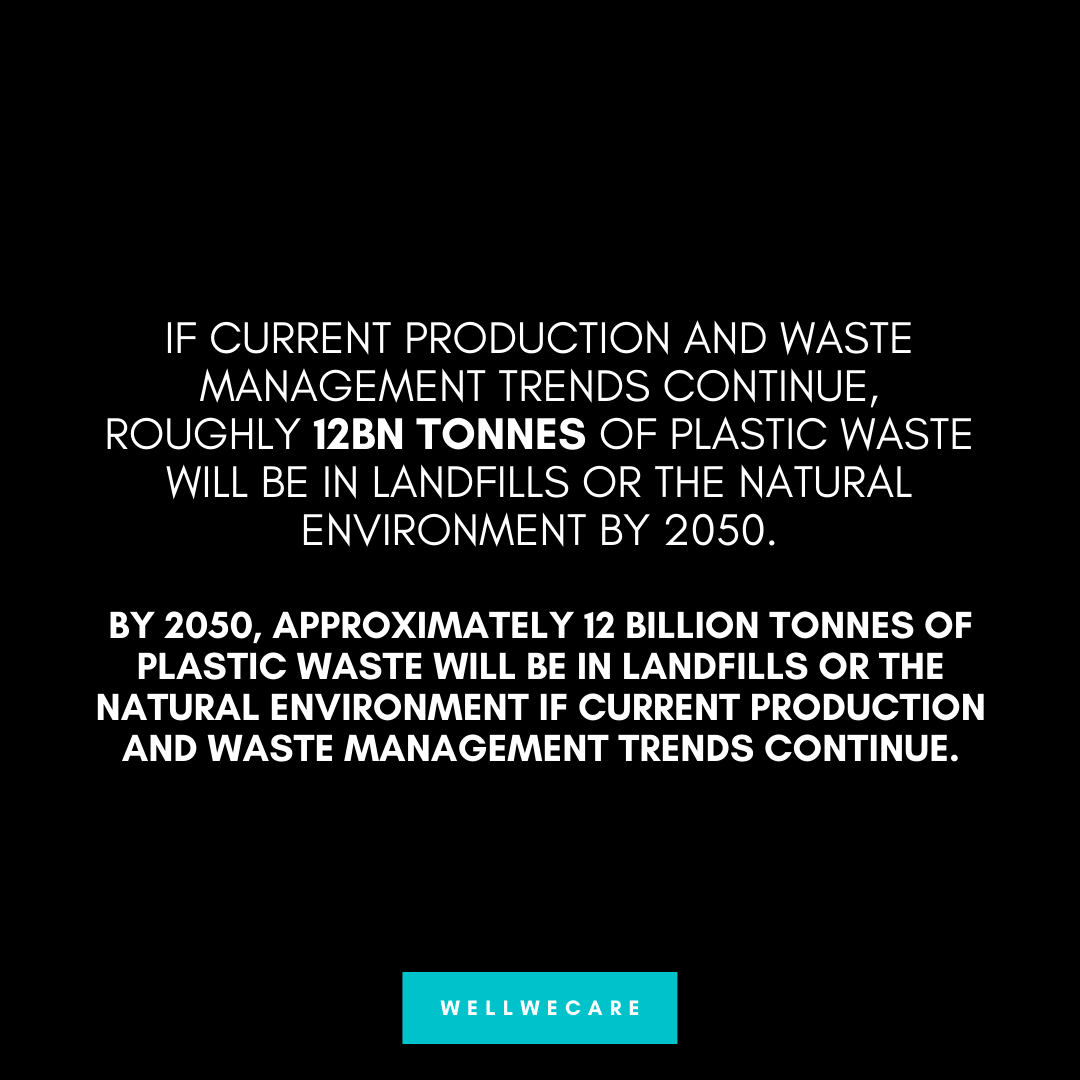 IF CURRENT PRODUCTION AND WASTE
MANAGEMENT TRENDS CONTINUE,
ROUGHLY 12BN TONNES OF PLASTIC WASTE
WILL BE IN LANDFILLS OR THE NATURAL
ENVIRONMENT BY 2050.
BY 2050, APPROXIMATELY 12 BILLION TONNES OF
PLASTIC WASTE WILL BE IN LANDFILLS OR THE
NATURAL ENVIRONMENT IF CURRENT PRODUCTION
AND WASTE MANAGEMENT TRENDS CONTINUE.
WELLWECARE